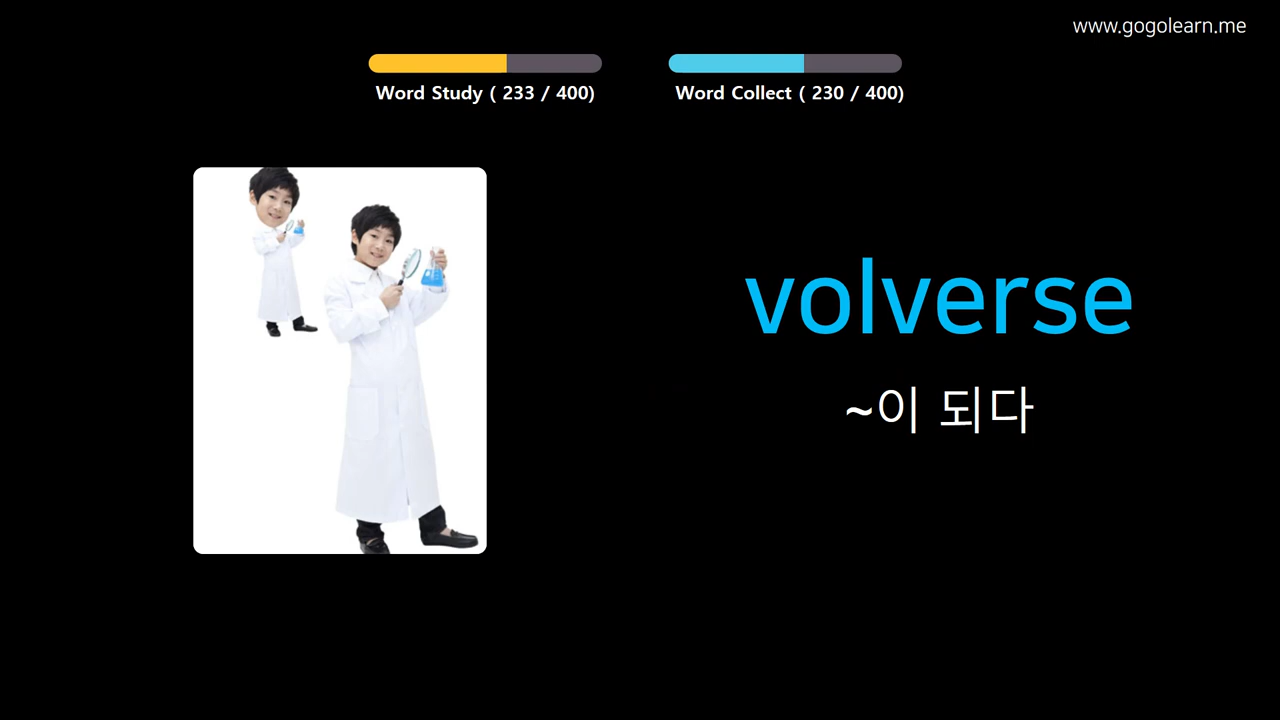 www.gogolearn.me
Word Study ( 233 / 400)
Word Collect ( 230 / 400)
volverse
~이 되다